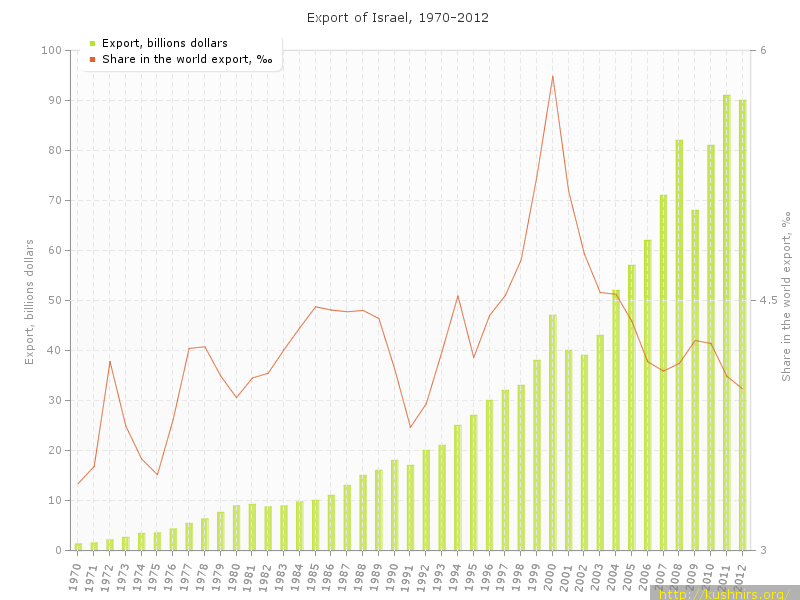 Export of Israel, 1970-2012
Export, billions dollars
Share in the world export, ‰
100
90
80
70
60
50
40
30
20
10
0
6
4.5
3
Export, billions dollars
Share in the world export, ‰
1970 1971 1972 1973 1974 1975 1976 1977 1978 1979 1980 1981 1982 1983 1984 1985 1986 1987 1988 1989 1990 1991 1992 1993 1994 1995 1996 1997 1998 1999 2000 2001 2002 2003 2004 2005 2006 2007 2008 2009 2010 2011 2012
http://kushnirs.org/